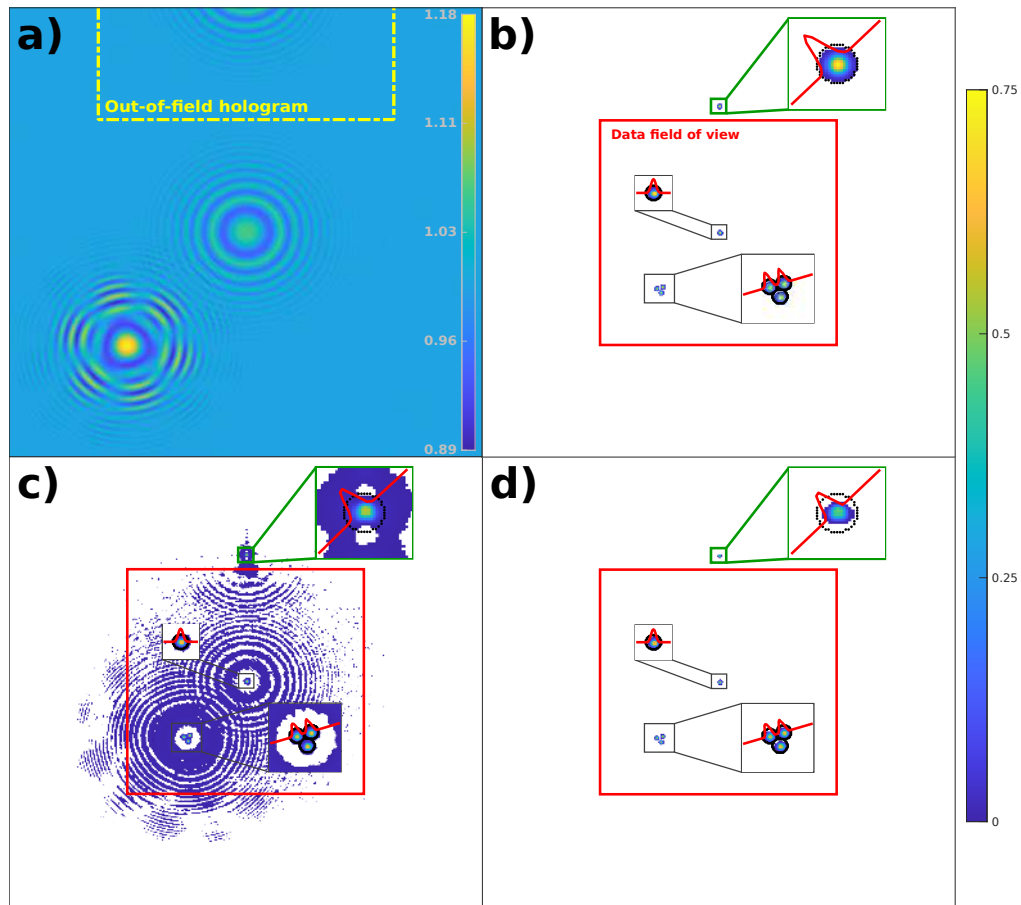 a)
1.18
Out-of-field hologram
1.11
1.03
0.96
0.89
b)
Data field of view
c)
d)
0.75
0.5
0.25
0